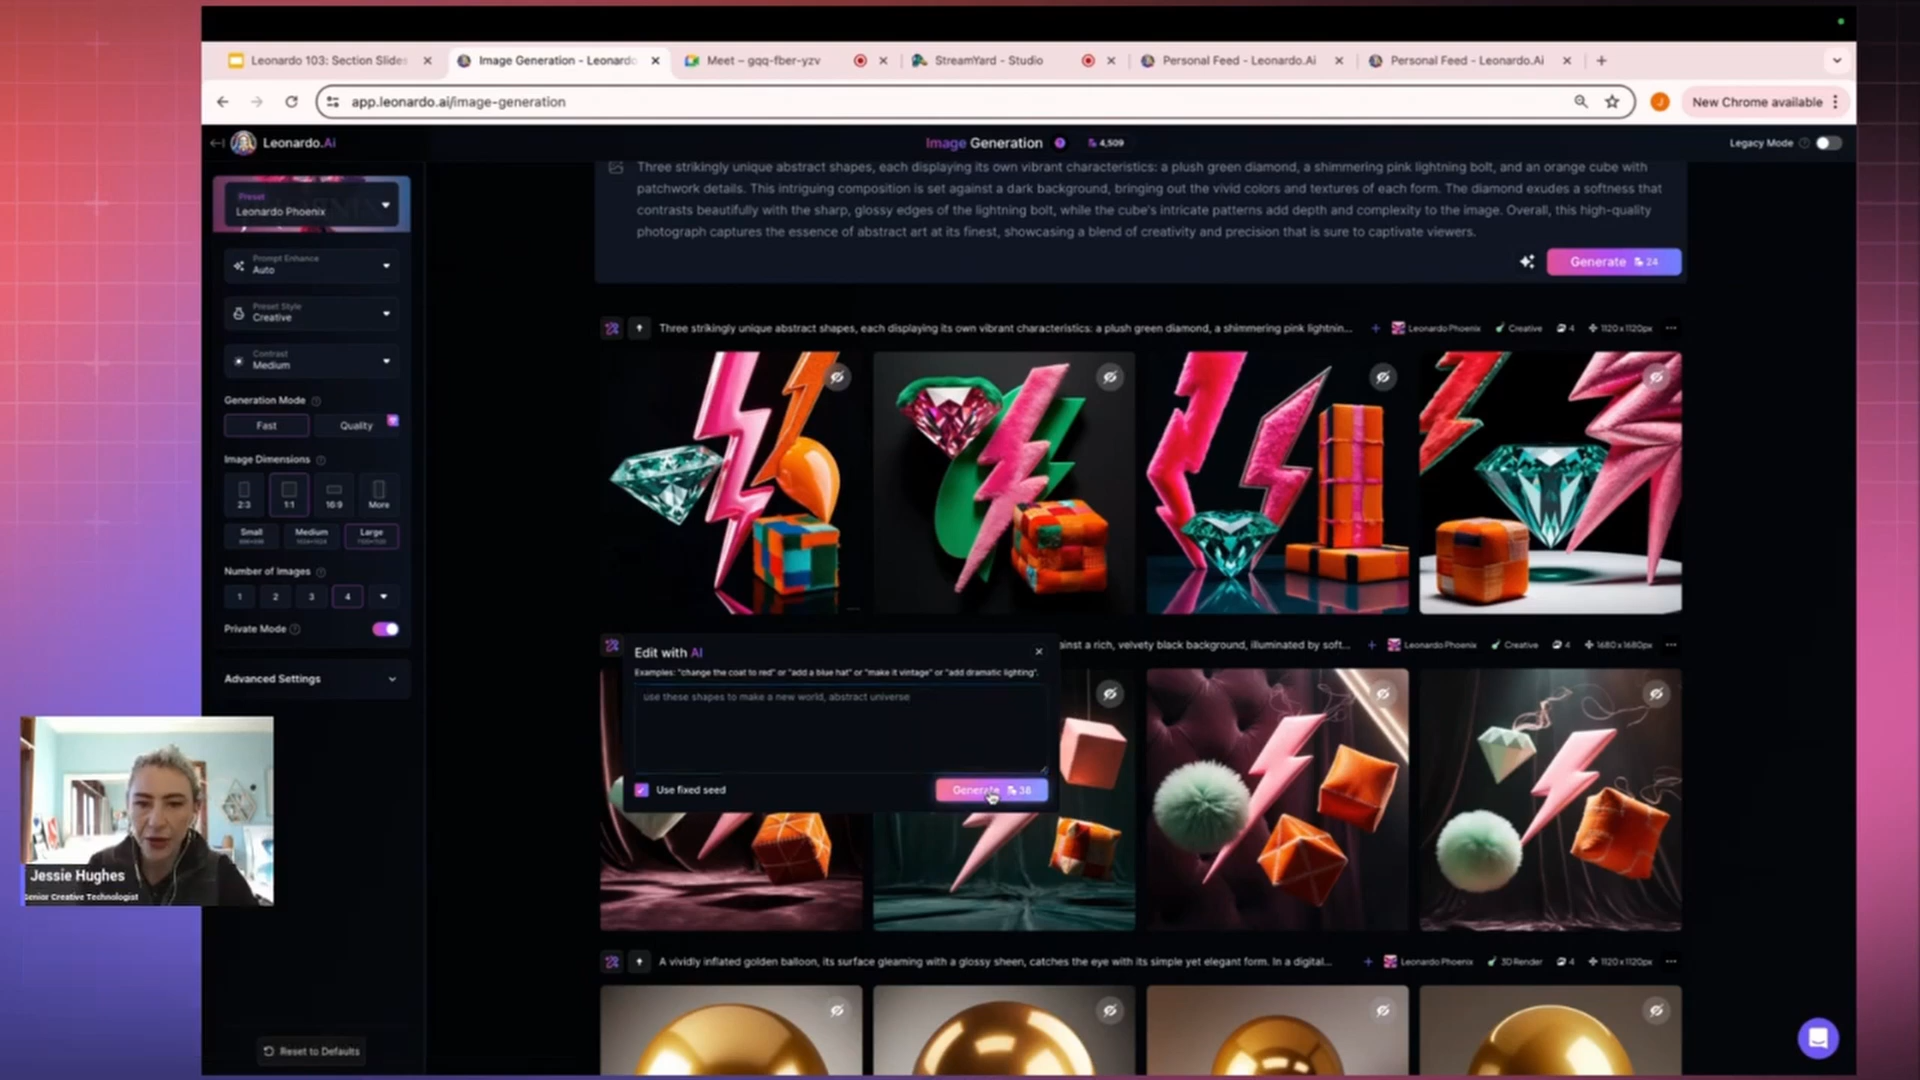 Leonardo 103: Section Slides
Image Generation - Leonardo
Meet – gqq-fber-yzv
StreamYard - Studio
Personal Feed - Leonardo.Ai
Personal Feed - Leonardo.Ai
app.leonardo.ai/image-generation
J
New Chrome available
Leonardo.Ai
Image Generation
4,509
Legacy Mode
Preset
Leonardo Phoenix
Prompt Enhance
Auto
Preset Style
Creative
Contrast
Medium
Generation Mode
Fast
Quality
Image Dimensions
2:3
1:1
16:9
More
Small
Medium
Large
Number of Images
1
2
3
4
Private Mode
Advanced Settings
Reset to Defaults
Three strikingly unique abstract shapes, each displaying its own vibrant characteristics: a plush green diamond, a shimmering pink lightning bolt, and an orange cube with
patchwork details. This intriguing composition is set against a dark background, bringing out the vivid colors and textures of each form. The diamond exudes a softness that
contrasts beautifully with the sharp, glossy edges of the lightning bolt, while the cube's intricate patterns add depth and complexity to the image. Overall, this high-quality
photograph captures the essence of abstract art at its finest, showcasing a blend of creativity and precision that is sure to captivate viewers.
Generate 24
Three strikingly unique abstract shapes, each displaying its own vibrant characteristics: a plush green diamond, a shimmering pink lightnin...
Leonardo Phoenix
Creative
4
1120 x 1120px
Edit with AI
Examples: "change the coat to red" or "add a blue hat" or "make it vintage" or "add dramatic lighting".
use these shapes to make a new world, abstract universe
Use fixed seed
Generate 38
ainst a rich, velvety black background, illuminated by soft...
Leonardo Phoenix
Creative
4
1680 x 1680px
A vividly inflated golden balloon, its surface gleaming with a glossy sheen, catches the eye with its simple yet elegant form. In a digital...
Leonardo Phoenix
3D Render
4
1120 x 1120px
Jessie Hughes
Senior Creative Technologist